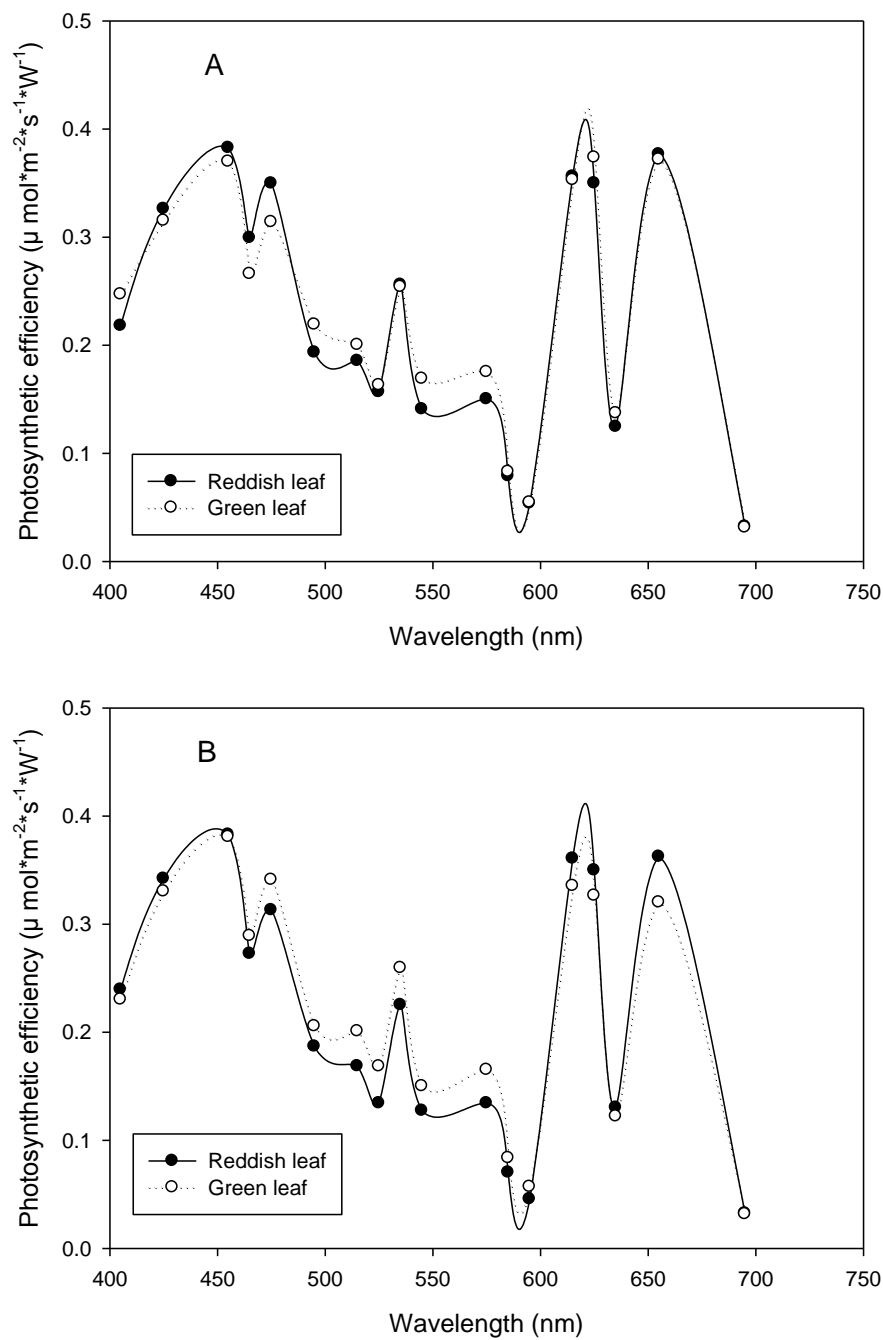 A
Photosynthetic efficiency (µ mol*m⁻²*s⁻¹*W⁻¹)
0.5
0.4
0.3
0.2
0.1
0.0
Reddish leaf
Green leaf
400 450 500 550 600 650 700 750
Wavelength (nm)
B
Photosynthetic efficiency (µ mol*m⁻²*s⁻¹*W⁻¹)
0.5
0.4
0.3
0.2
0.1
0.0
Reddish leaf
Green leaf
400 450 500 550 600 650 700 750
Wavelength (nm)